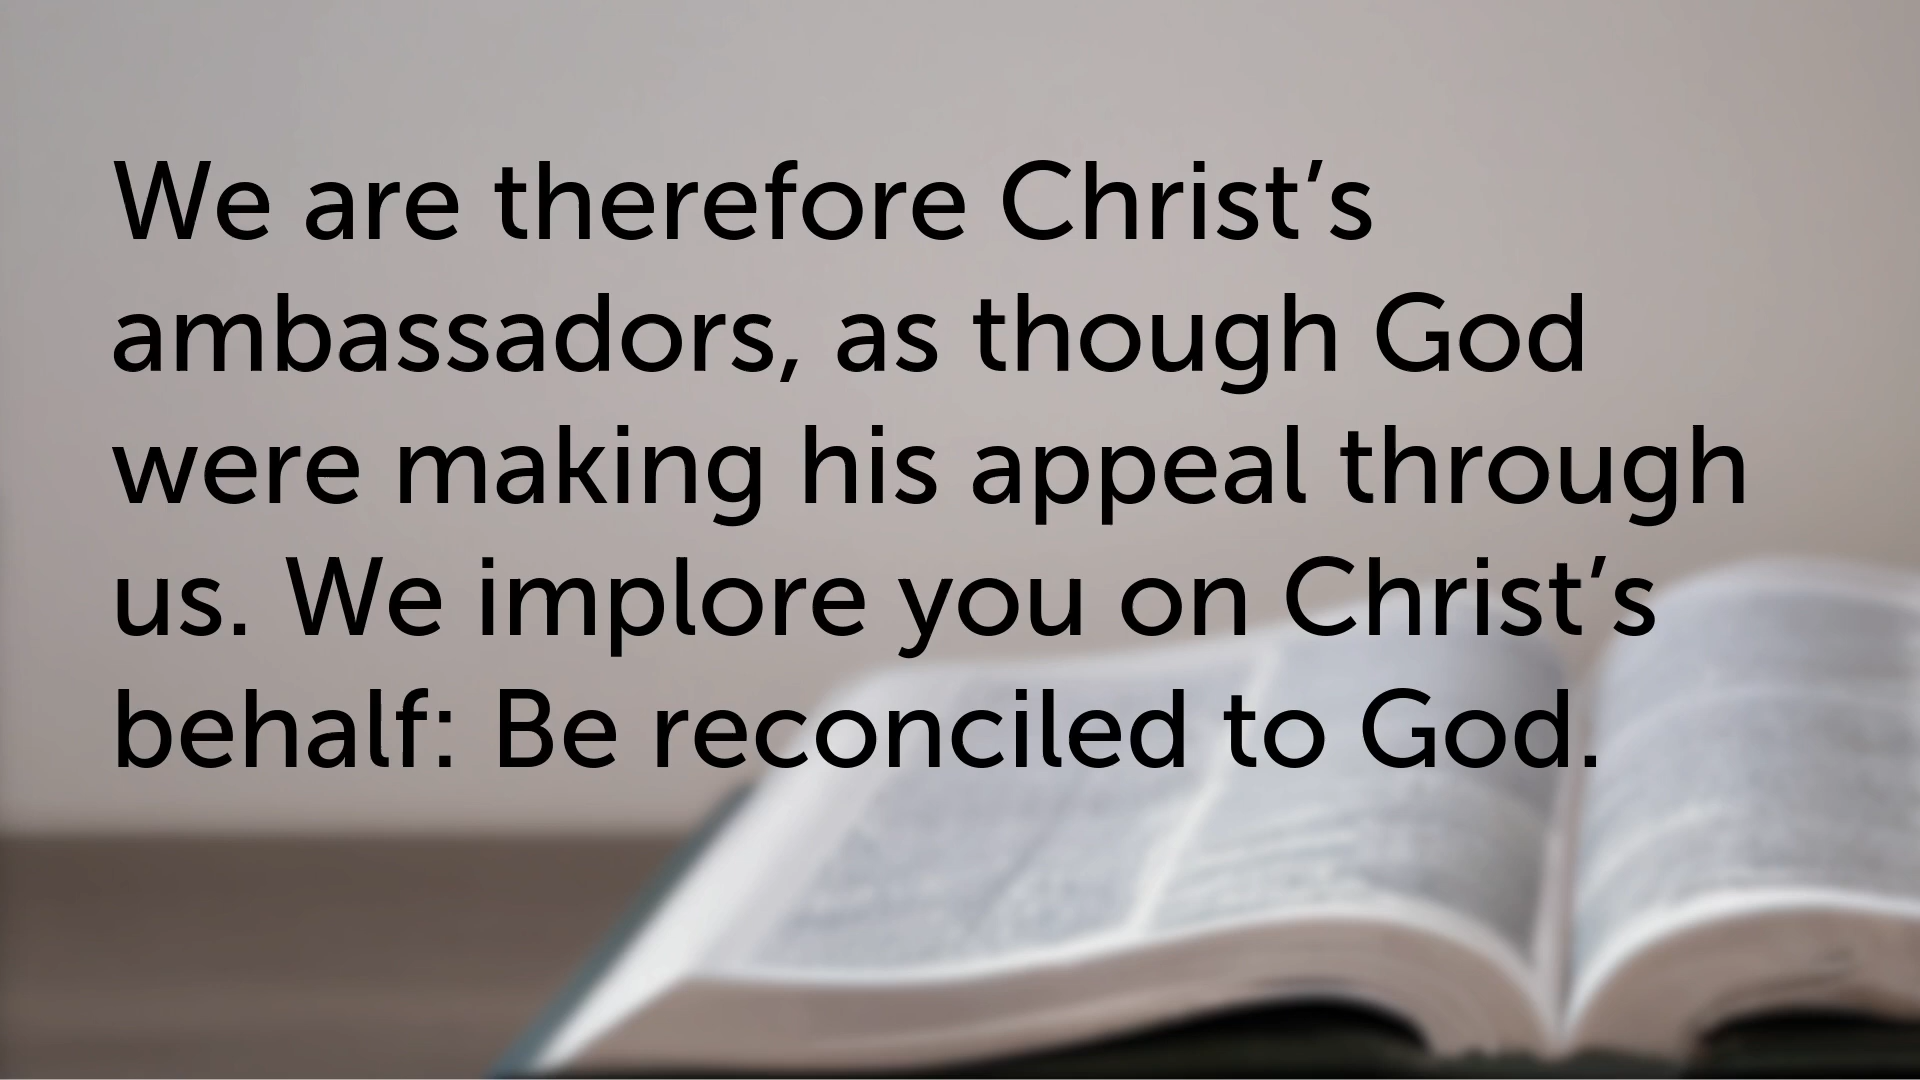 We are therefore Christ’s
ambassadors, as though God
were making his appeal through
us. We implore you on Christ’s
behalf: Be reconciled to God.